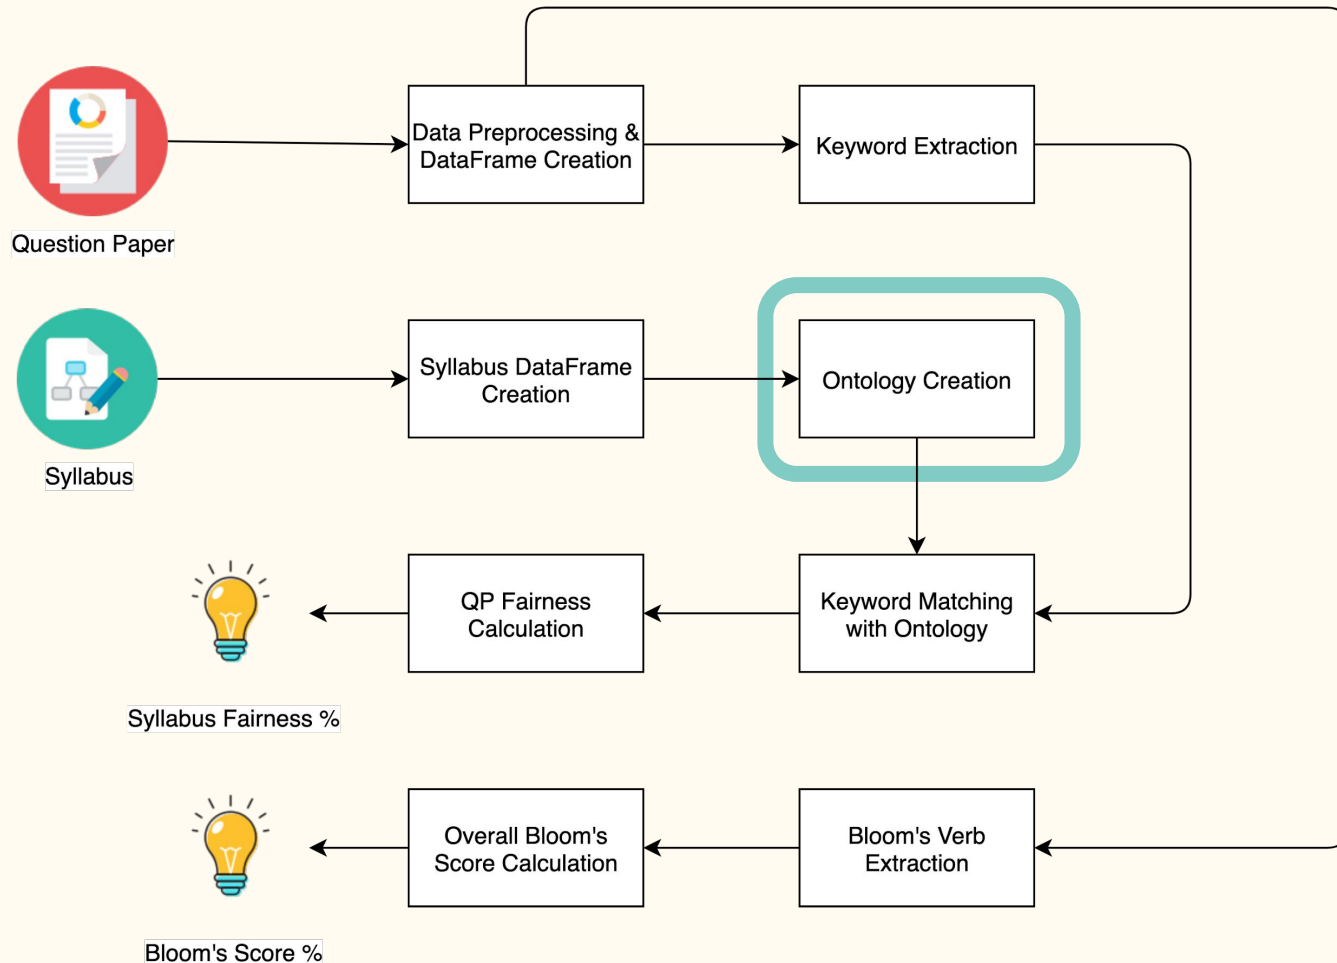 Data Preprocessing &
DataFrame Creation
Keyword Extraction
Question Paper
Syllabus DataFrame
Creation
Ontology Creation
Syllabus
QP Fairness
Calculation
Keyword Matching
with Ontology
Syllabus Fairness %
Overall Bloom's
Score Calculation
Bloom's Verb
Extraction
Bloom's Score %